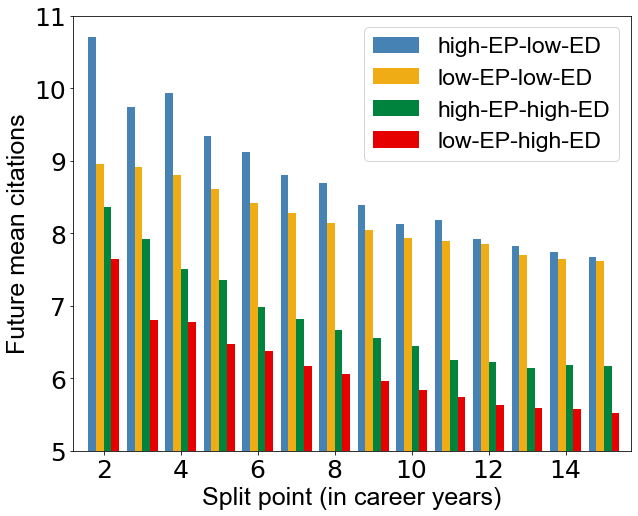 11
10
9
8
7
6
5
Future mean citations
high-EP-low-ED
low-EP-low-ED
high-EP-high-ED
low-EP-high-ED
2 4 6 8 10 12 14
Split point (in career years)